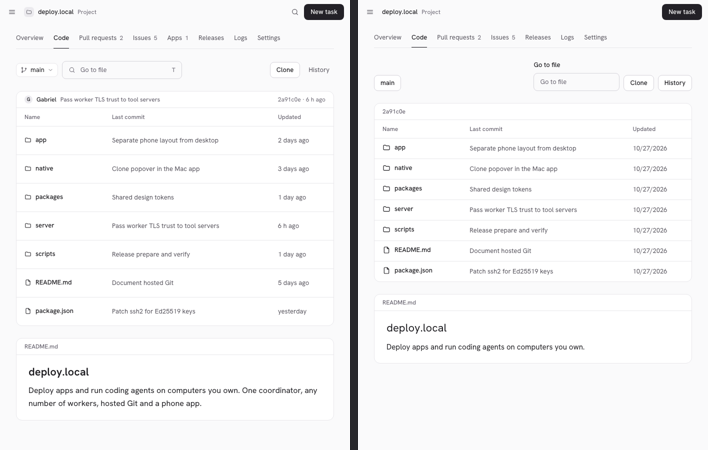 deploy.local Project New task
Overview Code Pull requests 2 Issues 5 Apps 1 Releases Logs Settings
main Go to file T Clone History
G Gabriel Pass worker TLS trust to tool servers 2a91c0e · 6 h ago
Name Last commit Updated
app Separate phone layout from desktop 2 days ago
native Clone popover in the Mac app 3 days ago
packages Shared design tokens 1 day ago
server Pass worker TLS trust to tool servers 6 h ago
scripts Release prepare and verify 1 day ago
README.md Document hosted Git 5 days ago
package.json Patch ssh2 for Ed25519 keys yesterday
README.md
deploy.local
Deploy apps and run coding agents on computers you own. One coordinator, any
number of workers, hosted Git and a phone app.
deploy.local Project New task
Overview Code Pull requests 2 Issues 5 Releases Logs Settings
Go to file
main Go to file Clone History
2a91c0e
Name Last commit Updated
app Separate phone layout from desktop 10/27/2026
native Clone popover in the Mac app 10/27/2026
packages Shared design tokens 10/27/2026
server Pass worker TLS trust to tool servers 10/27/2026
scripts Release prepare and verify 10/27/2026
README.md Document hosted Git 10/27/2026
package.json Patch ssh2 for Ed25519 keys 10/27/2026
README.md
deploy.local
Deploy apps and run coding agents on computers you own.